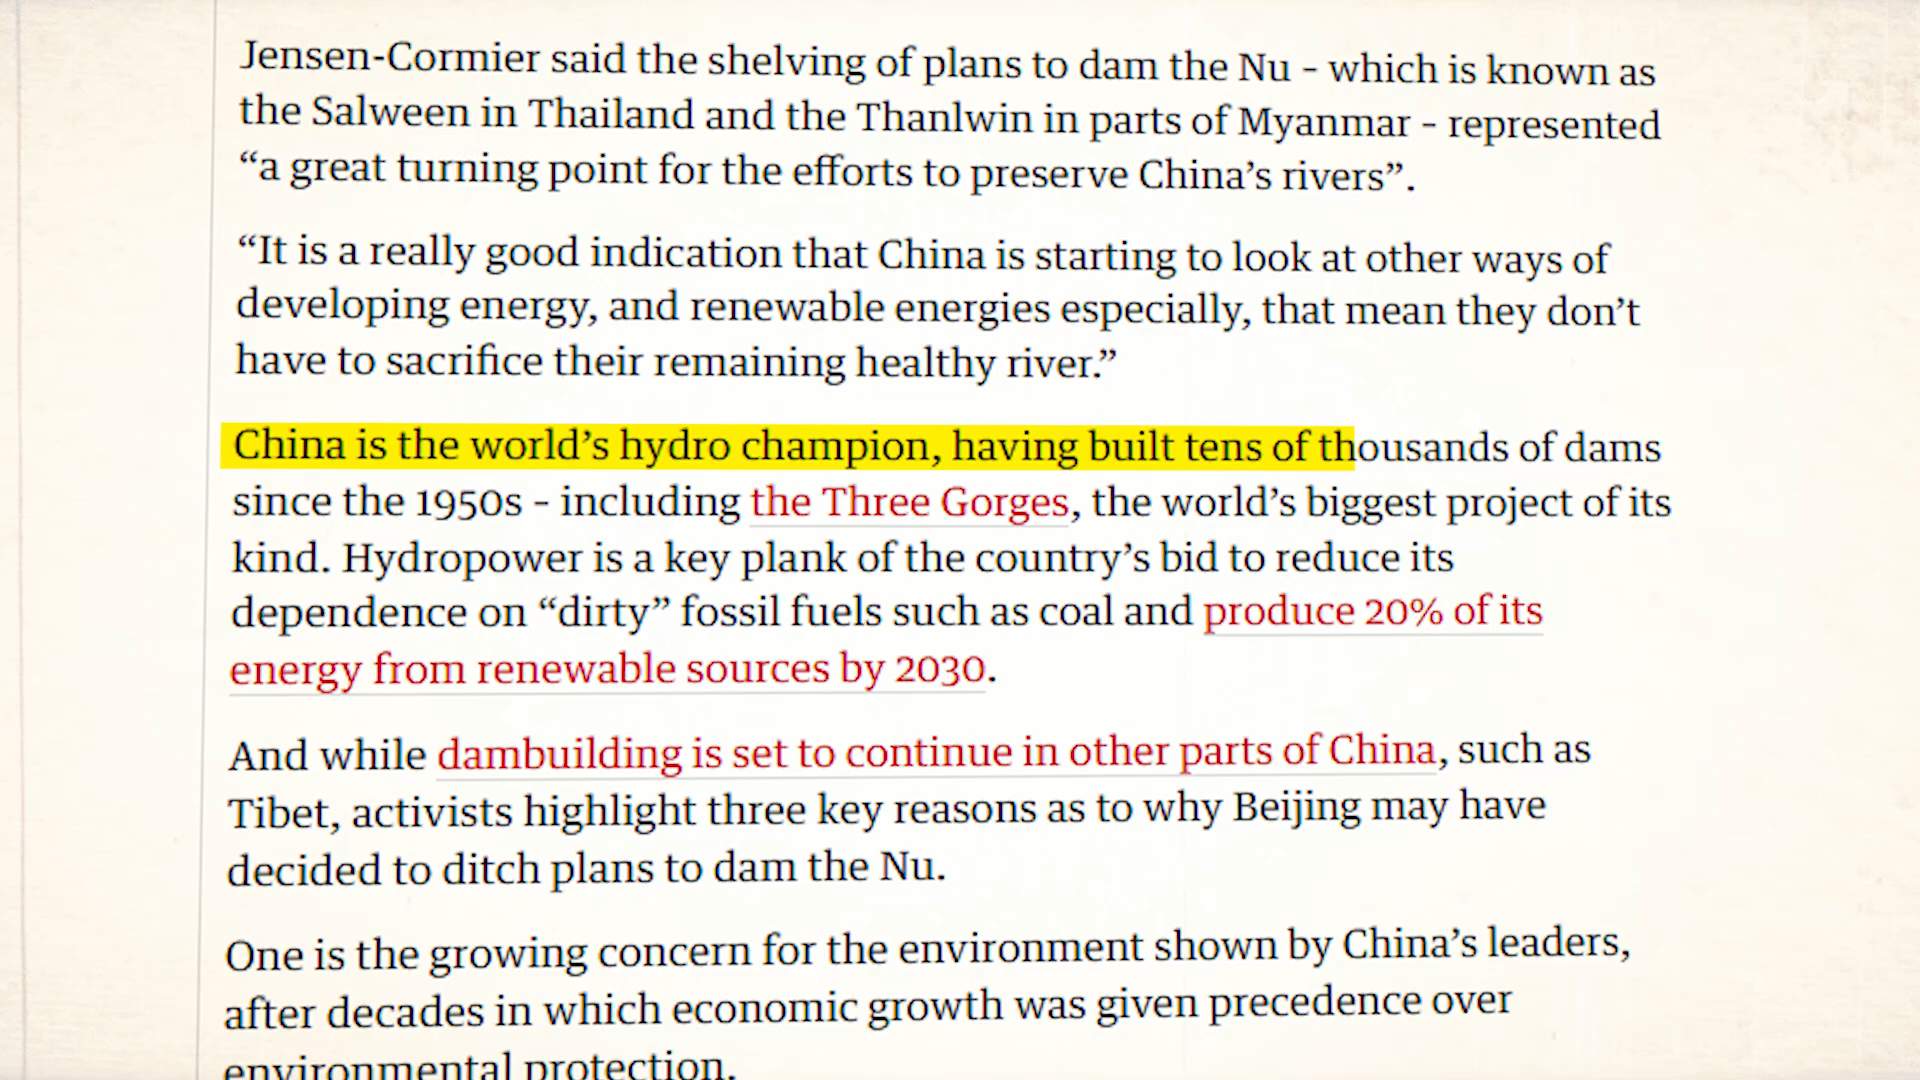 Jensen-Cormier said the shelving of plans to dam the Nu – which is known as
the Salween in Thailand and the Thanlwin in parts of Myanmar – represented
“a great turning point for the efforts to preserve China’s rivers”.
“It is a really good indication that China is starting to look at other ways of
developing energy, and renewable energies especially, that mean they don’t
have to sacrifice their remaining healthy river.”
China is the world’s hydro champion, having built tens of thousands of dams
since the 1950s – including the Three Gorges, the world’s biggest project of its
kind. Hydropower is a key plank of the country’s bid to reduce its
dependence on “dirty” fossil fuels such as coal and produce 20% of its
energy from renewable sources by 2030.
And while dambuilding is set to continue in other parts of China, such as
Tibet, activists highlight three key reasons as to why Beijing may have
decided to ditch plans to dam the Nu.
One is the growing concern for the environment shown by China’s leaders,
after decades in which economic growth was given precedence over
environmental protection.